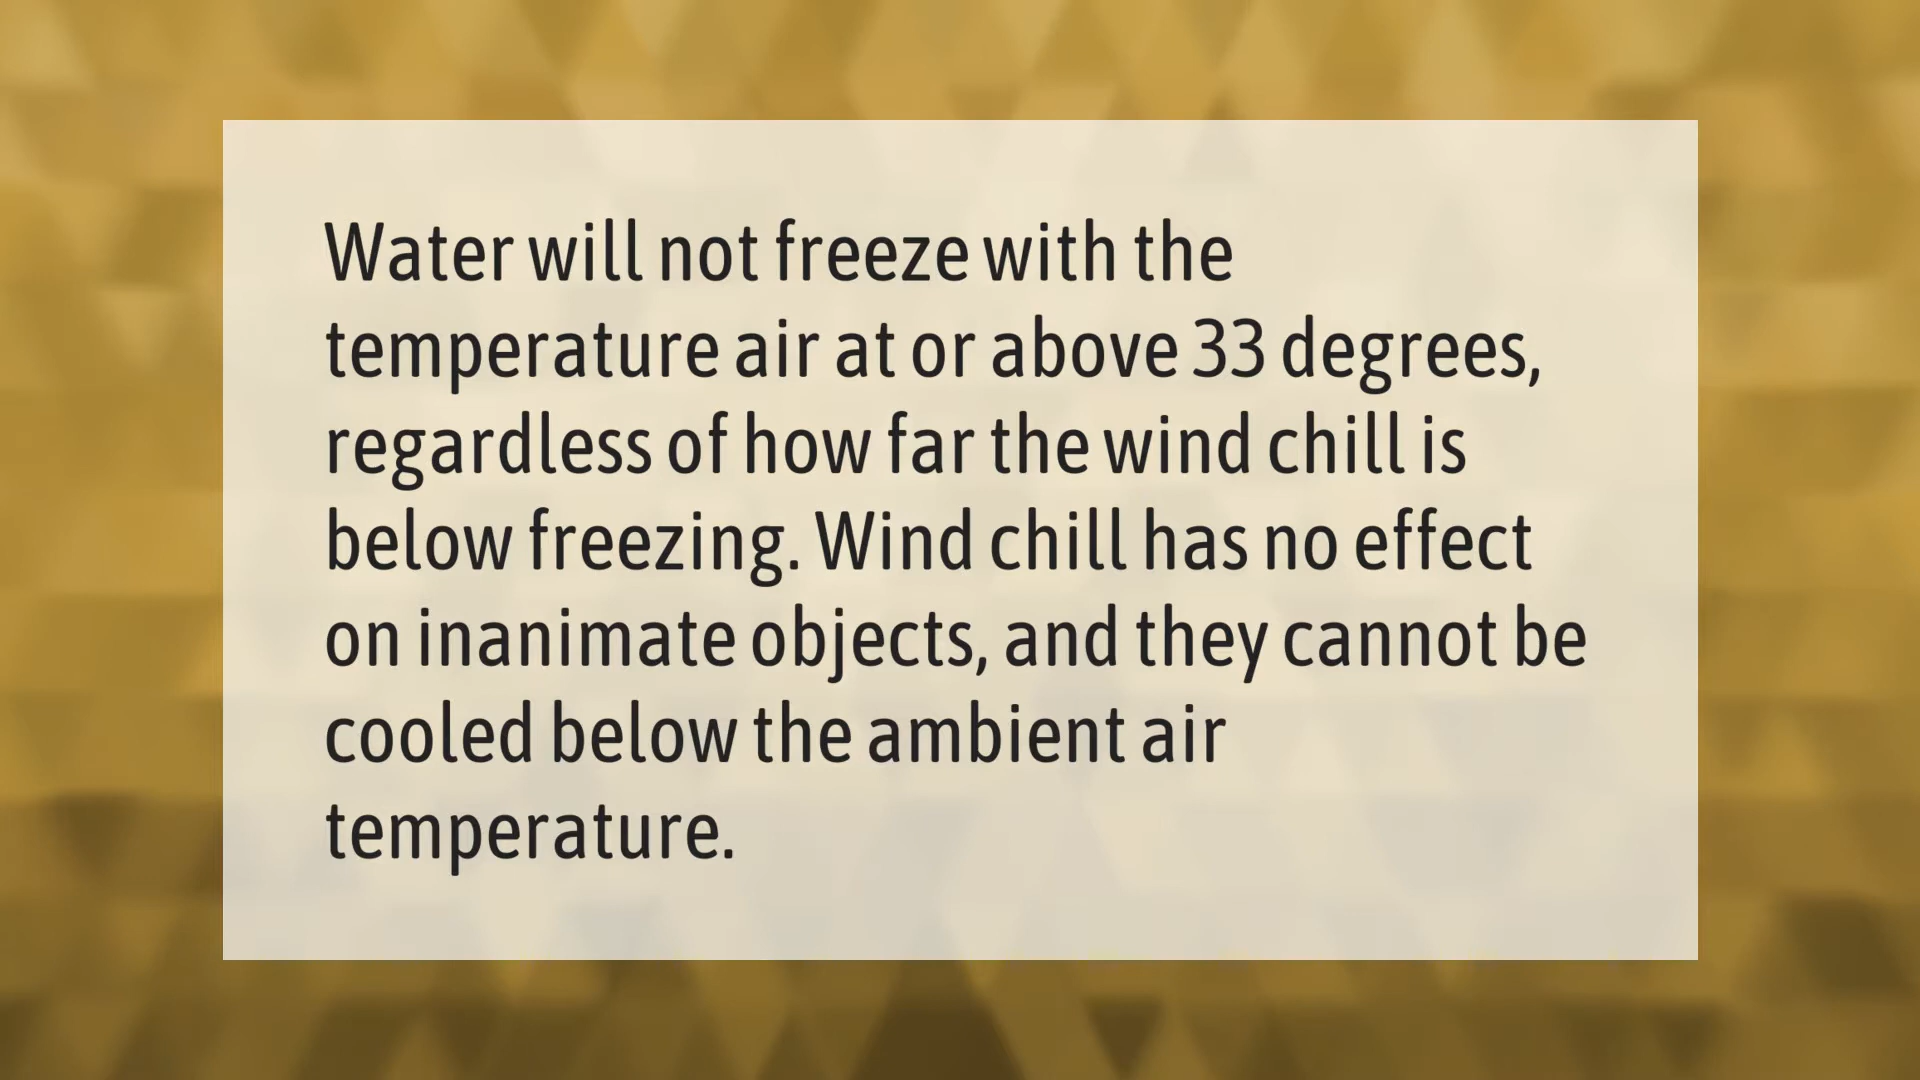 Water will not freeze with the
temperature air at or above 33 degrees,
regardless of how far the wind chill is
below freezing. Wind chill has no effect
on inanimate objects, and they cannot be
cooled below the ambient air
temperature.